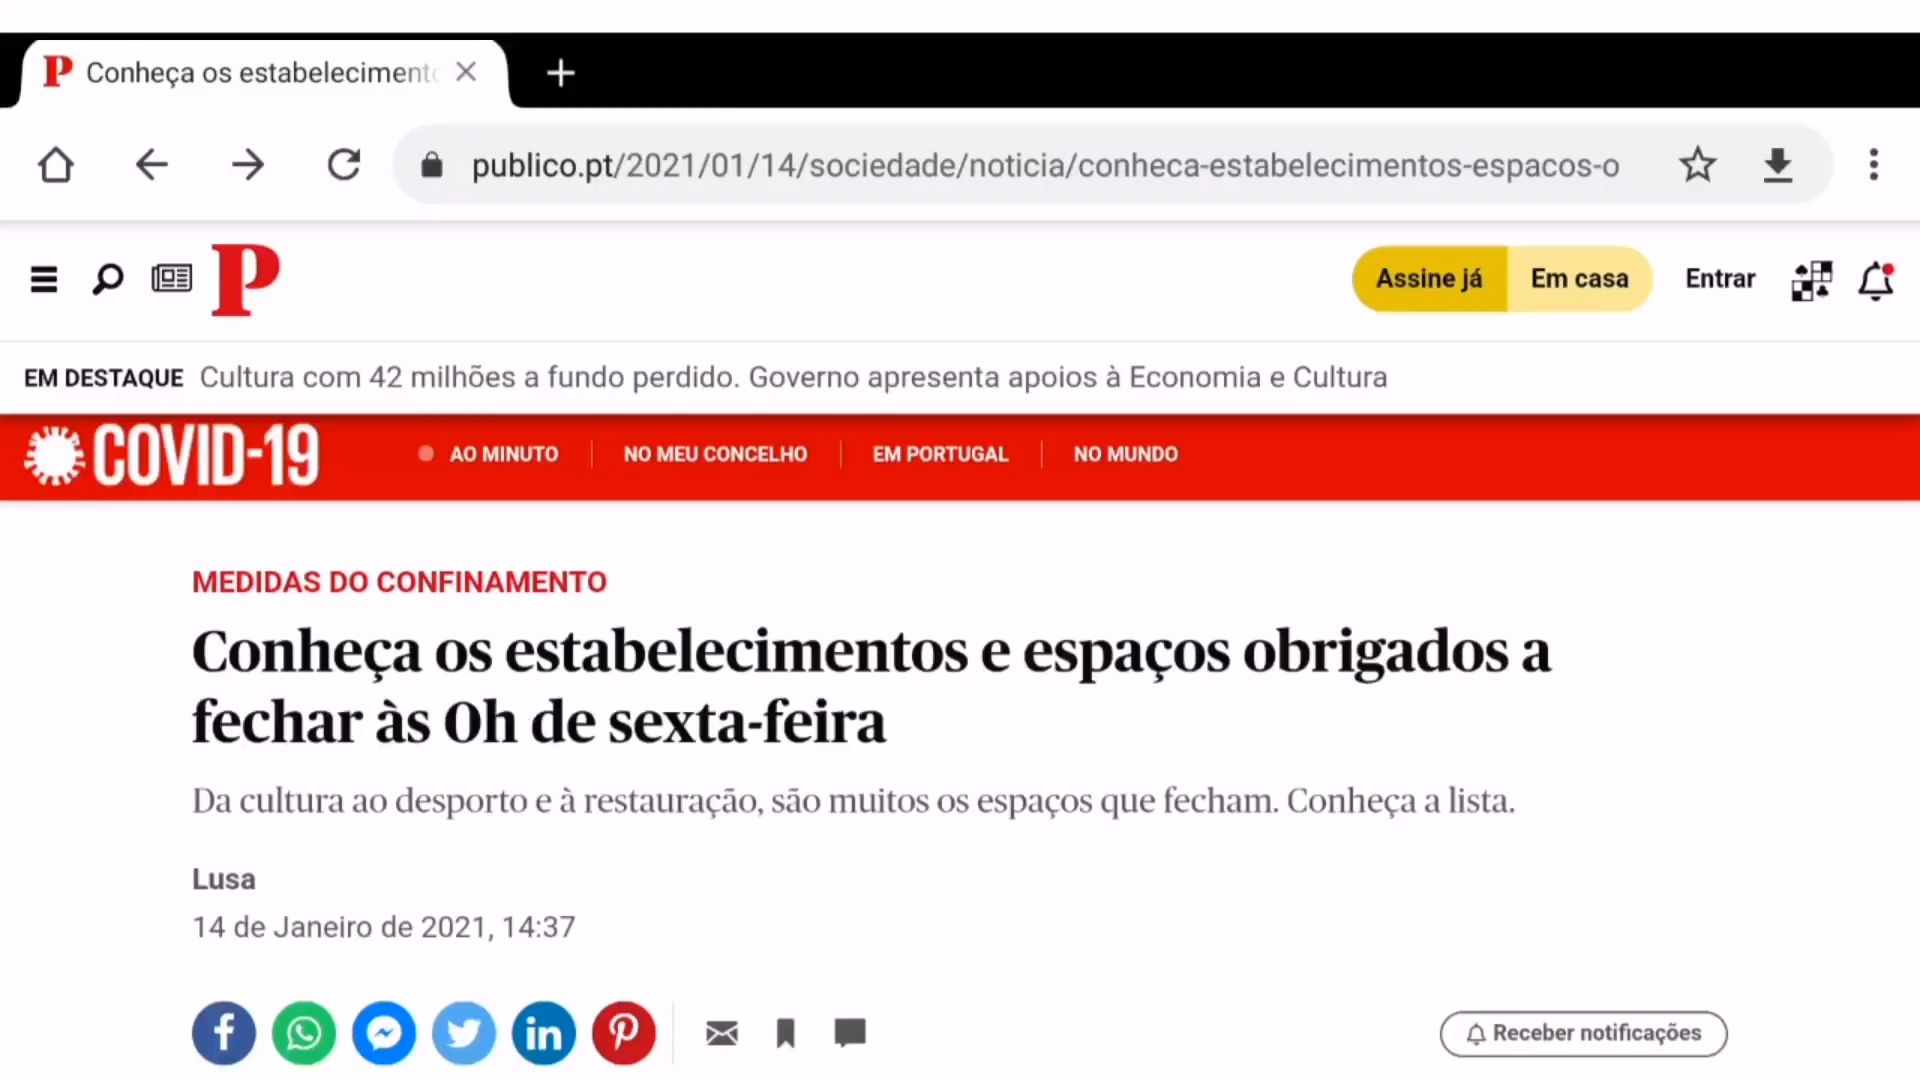 P Conheça os estabeleciment
publico.pt/2021/01/14/sociedade/noticia/conheca-estabelecimentos-espacos-o
P
Assine já Em casa Entrar
EM DESTAQUE Cultura com 42 milhões a fundo perdido. Governo apresenta apoios à Economia e Cultura
COVID-19 AO MINUTO NO MEU CONCELHO EM PORTUGAL NO MUNDO
MEDIDAS DO CONFINAMENTO
Conheça os estabelecimentos e espaços obrigados a
fechar às 0h de sexta-feira
Da cultura ao desporto e à restauração, são muitos os espaços que fecham. Conheça a lista.
Lusa
14 de Janeiro de 2021, 14:37
Receber notificações